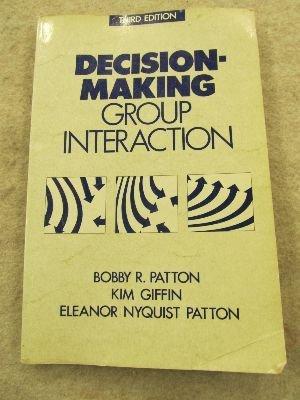 THIRD EDITION
DECISION-
MAKING
GROUP
INTERACTION
BOBBY R. PATTON
KIM GIFFIN
ELEANOR NYQUIST PATTON